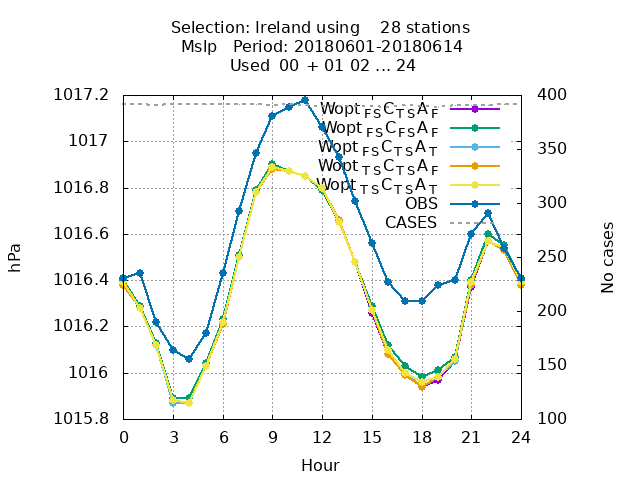 Selection: Ireland using    28 stations
Mslp   Period: 20180601-20180614
Used  00 + 01 02 ... 24
1017.2
1017
1016.8
1016.6
1016.4
1016.2
1016
1015.8
hPa
400
350
300
250
200
150
100
No cases
Wopt FS C TS A F
Wopt FS C FS A F
Wopt FS C TS A T
Wopt TS C TS A F
Wopt TS C TS A T
OBS
CASES
0 3 6 9 12 15 18 21 24
Hour